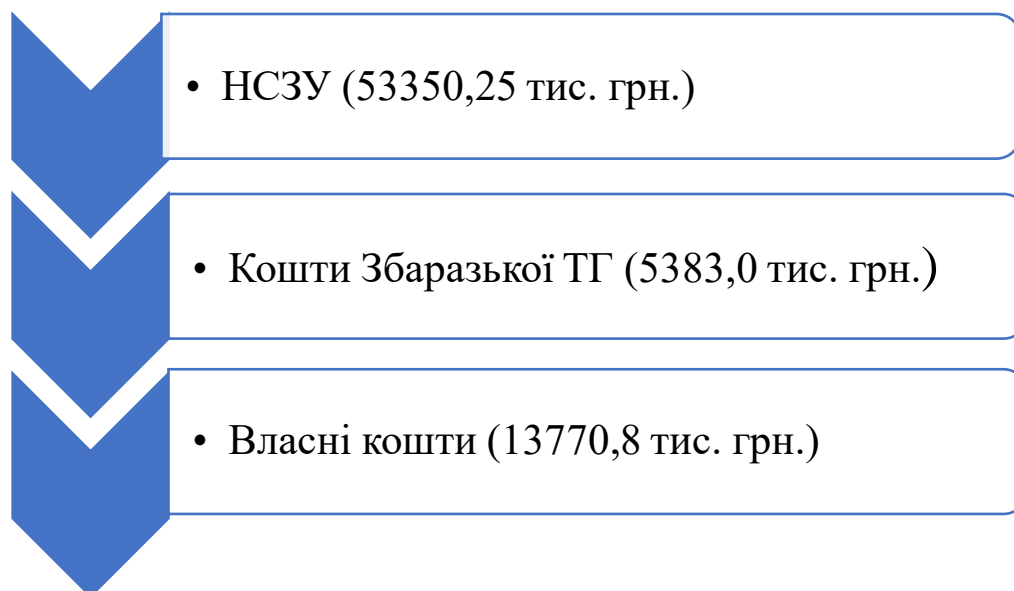 • НСЗУ (53350,25 тис. грн.)
• Кошти Збаразької ТГ (5383,0 тис. грн.)
• Власні кошти (13770,8 тис. грн.)